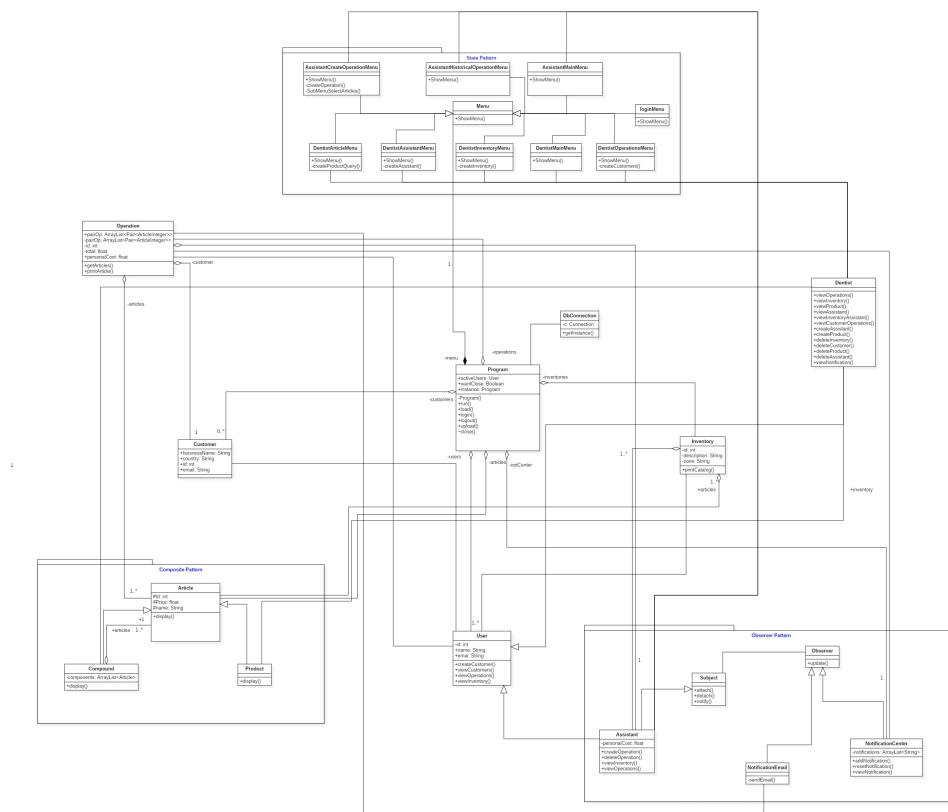 State Pattern
AssistantCreateOperationMenu
+ShowMenu()
-createOperation()
-SubMenuSelectArticles()
AssistantHistoricalOperationMenu
+ShowMenu()
AssistantMainMenu
+ShowMenu()
Menu
+ShowMenu()
loginMenu
+ShowMenu()
DentistArticleMenu
+ShowMenu()
-createProductQuery()
DentistAssistantMenu
+ShowMenu()
-createAssistant()
DentistInventoryMenu
+ShowMenu()
-createInventory()
DentistMainMenu
+ShowMenu()
DentistOperationsMenu
+ShowMenu()
-createCustomers()
Operation
+pairOp: ArrayList<Pair<ArticleInteger>>
-pairOp: ArrayList<Pair<ArticleInteger>>
-id: int
-total: float
+personalCost: float
+getArticles()
+printArticle()
-customer
-articles
1
Dentist
+viewOperations()
+viewInventory()
+viewProduct()
+viewAssistant()
+viewInventoryAssistant()
+viewCustomerOperations()
+createAssistant()
+createProduct()
+deleteInventory()
+deleteCustomer()
+deleteProduct()
+deleteAssistant()
+viewNotification()
DbConnection
-c: Connection
+getInstance()
-menu
-operations
Program
+activeUsers: User
+wantClose: Boolean
+instance: Program
-Program()
+run()
+load()
+login()
+logout()
+upload()
~close()
-inventories
-customers
1
0..*
Customer
+buisnessName: String
+country: String
+id: int
+email: String
-users
-articles
-notCenter
Inventory
-id: int
-description: String
-zone: String
+printCatalog()
1..*
1..*
+articles
+inventory
1
Composite Pattern
Article
#id: int
#Price: float
#name: String
+display()
1..*
+1
+articles
1..*
Compound
-components: ArrayList<Article>
+display()
Product
+display()
1..*
User
-id: int
+name: String
+emai: String
+createCustomer()
+viewCustomers()
+viewOperations()
+viewInventory()
Observer Pattern
Observer
+update()
Subject
+attach()
+detach()
+notify()
1
1
Assistant
-personalCost: float
+createOperation()
+deleteOperation()
+viewInventory()
+viewOperations()
NotificationEmail
-sendEmail()
NotificationCenter
-notifications: ArrayList<String>
+addNotification()
+resetNotification()
+viewNotification()